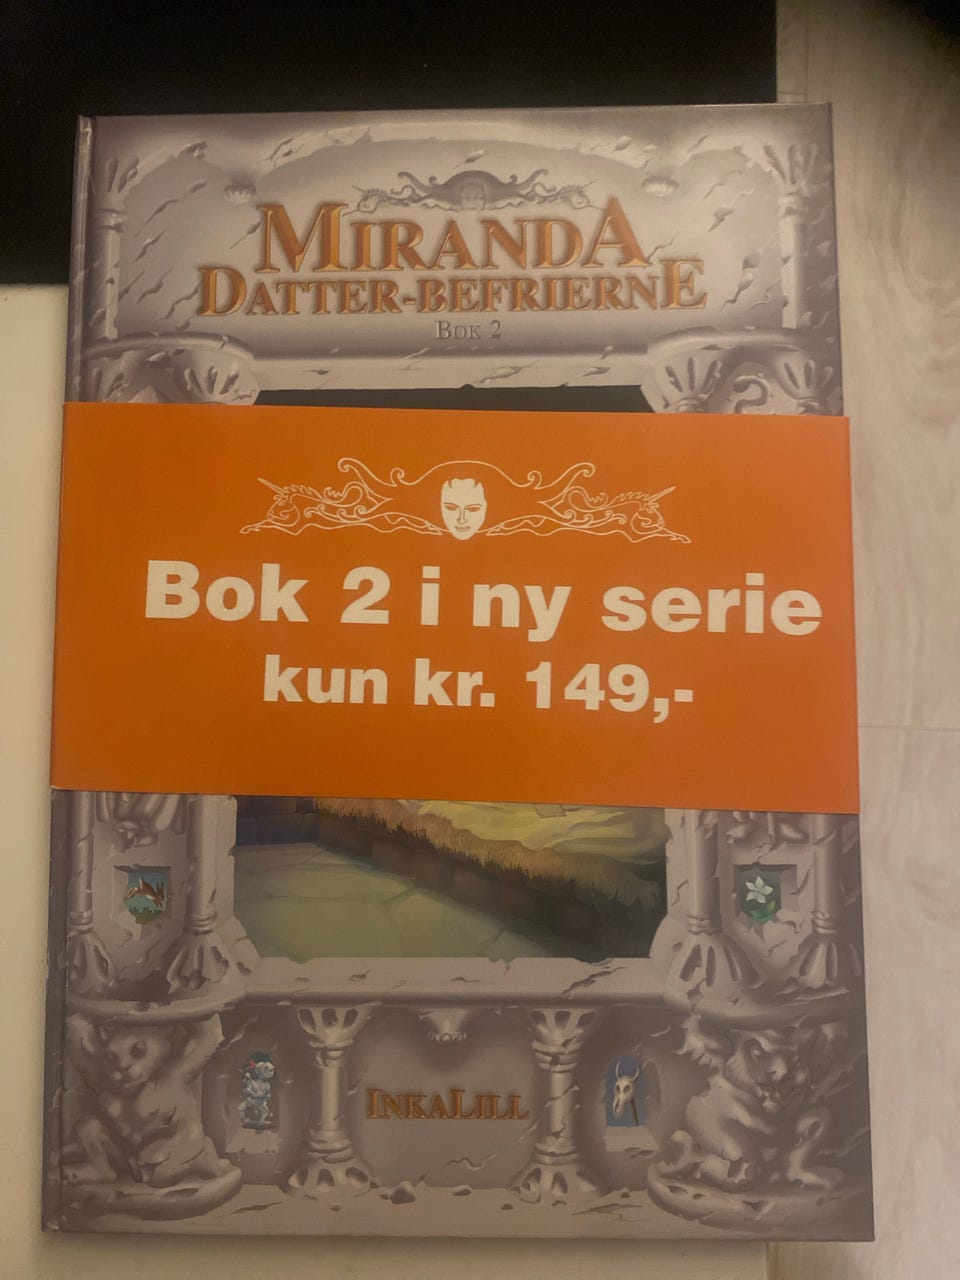 MIRANDA
DATTER-BEFRIERNE
BOK 2
Bok 2 i ny serie
kun kr. 149,-
INKALILL